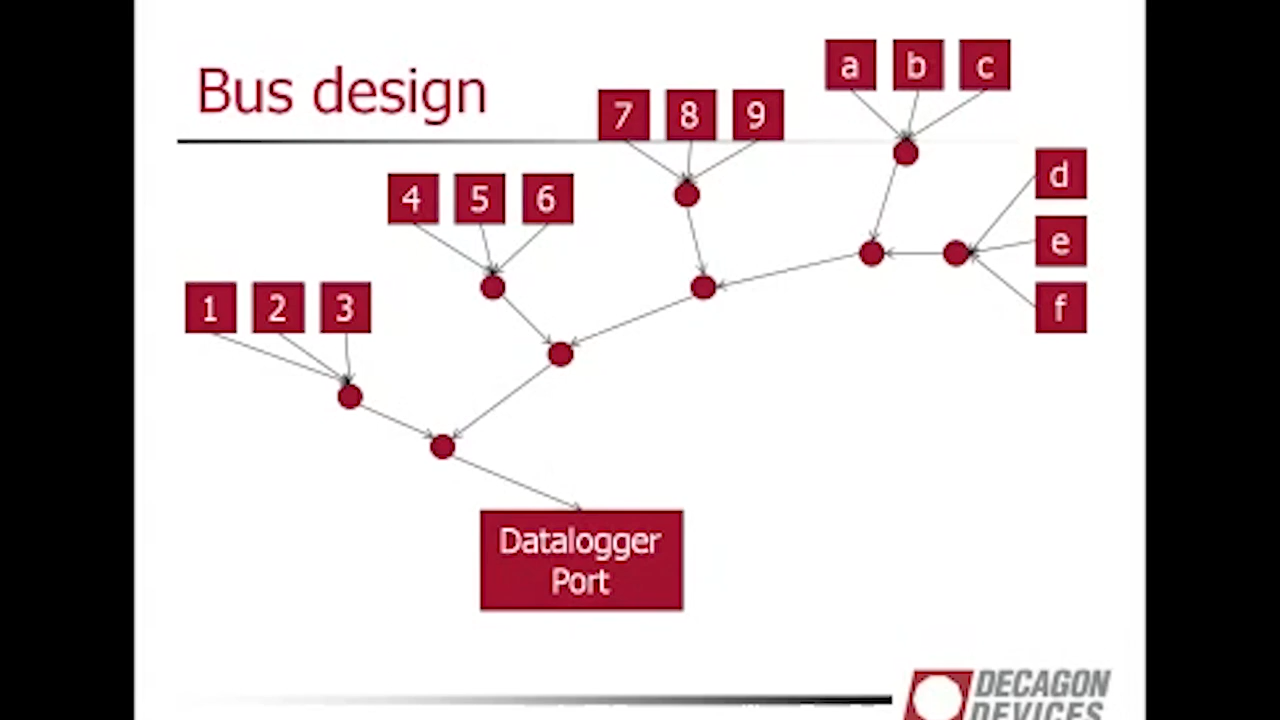 Bus design
a b c
7 8 9
d
4 5 6
e
1 2 3
f
Datalogger
Port
DECAGON
DEVICES